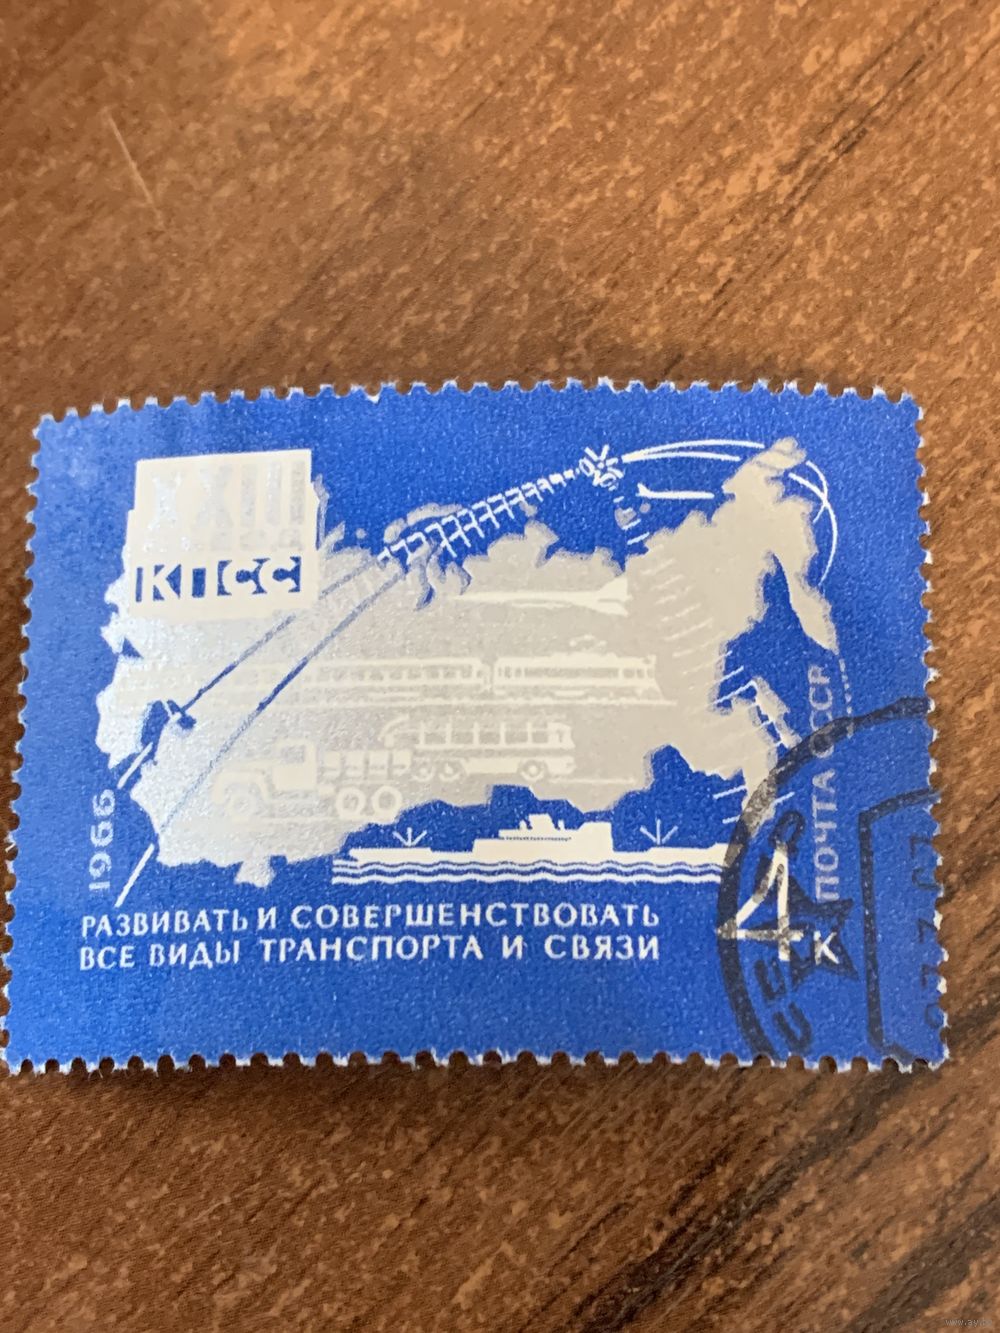 XXIII
КПСС
1966
ПОЧТА СССР
4 К
РАЗВИВАТЬ И СОВЕРШЕНСТВОВАТЬ
ВСЕ ВИДЫ ТРАНСПОРТА И СВЯЗИ